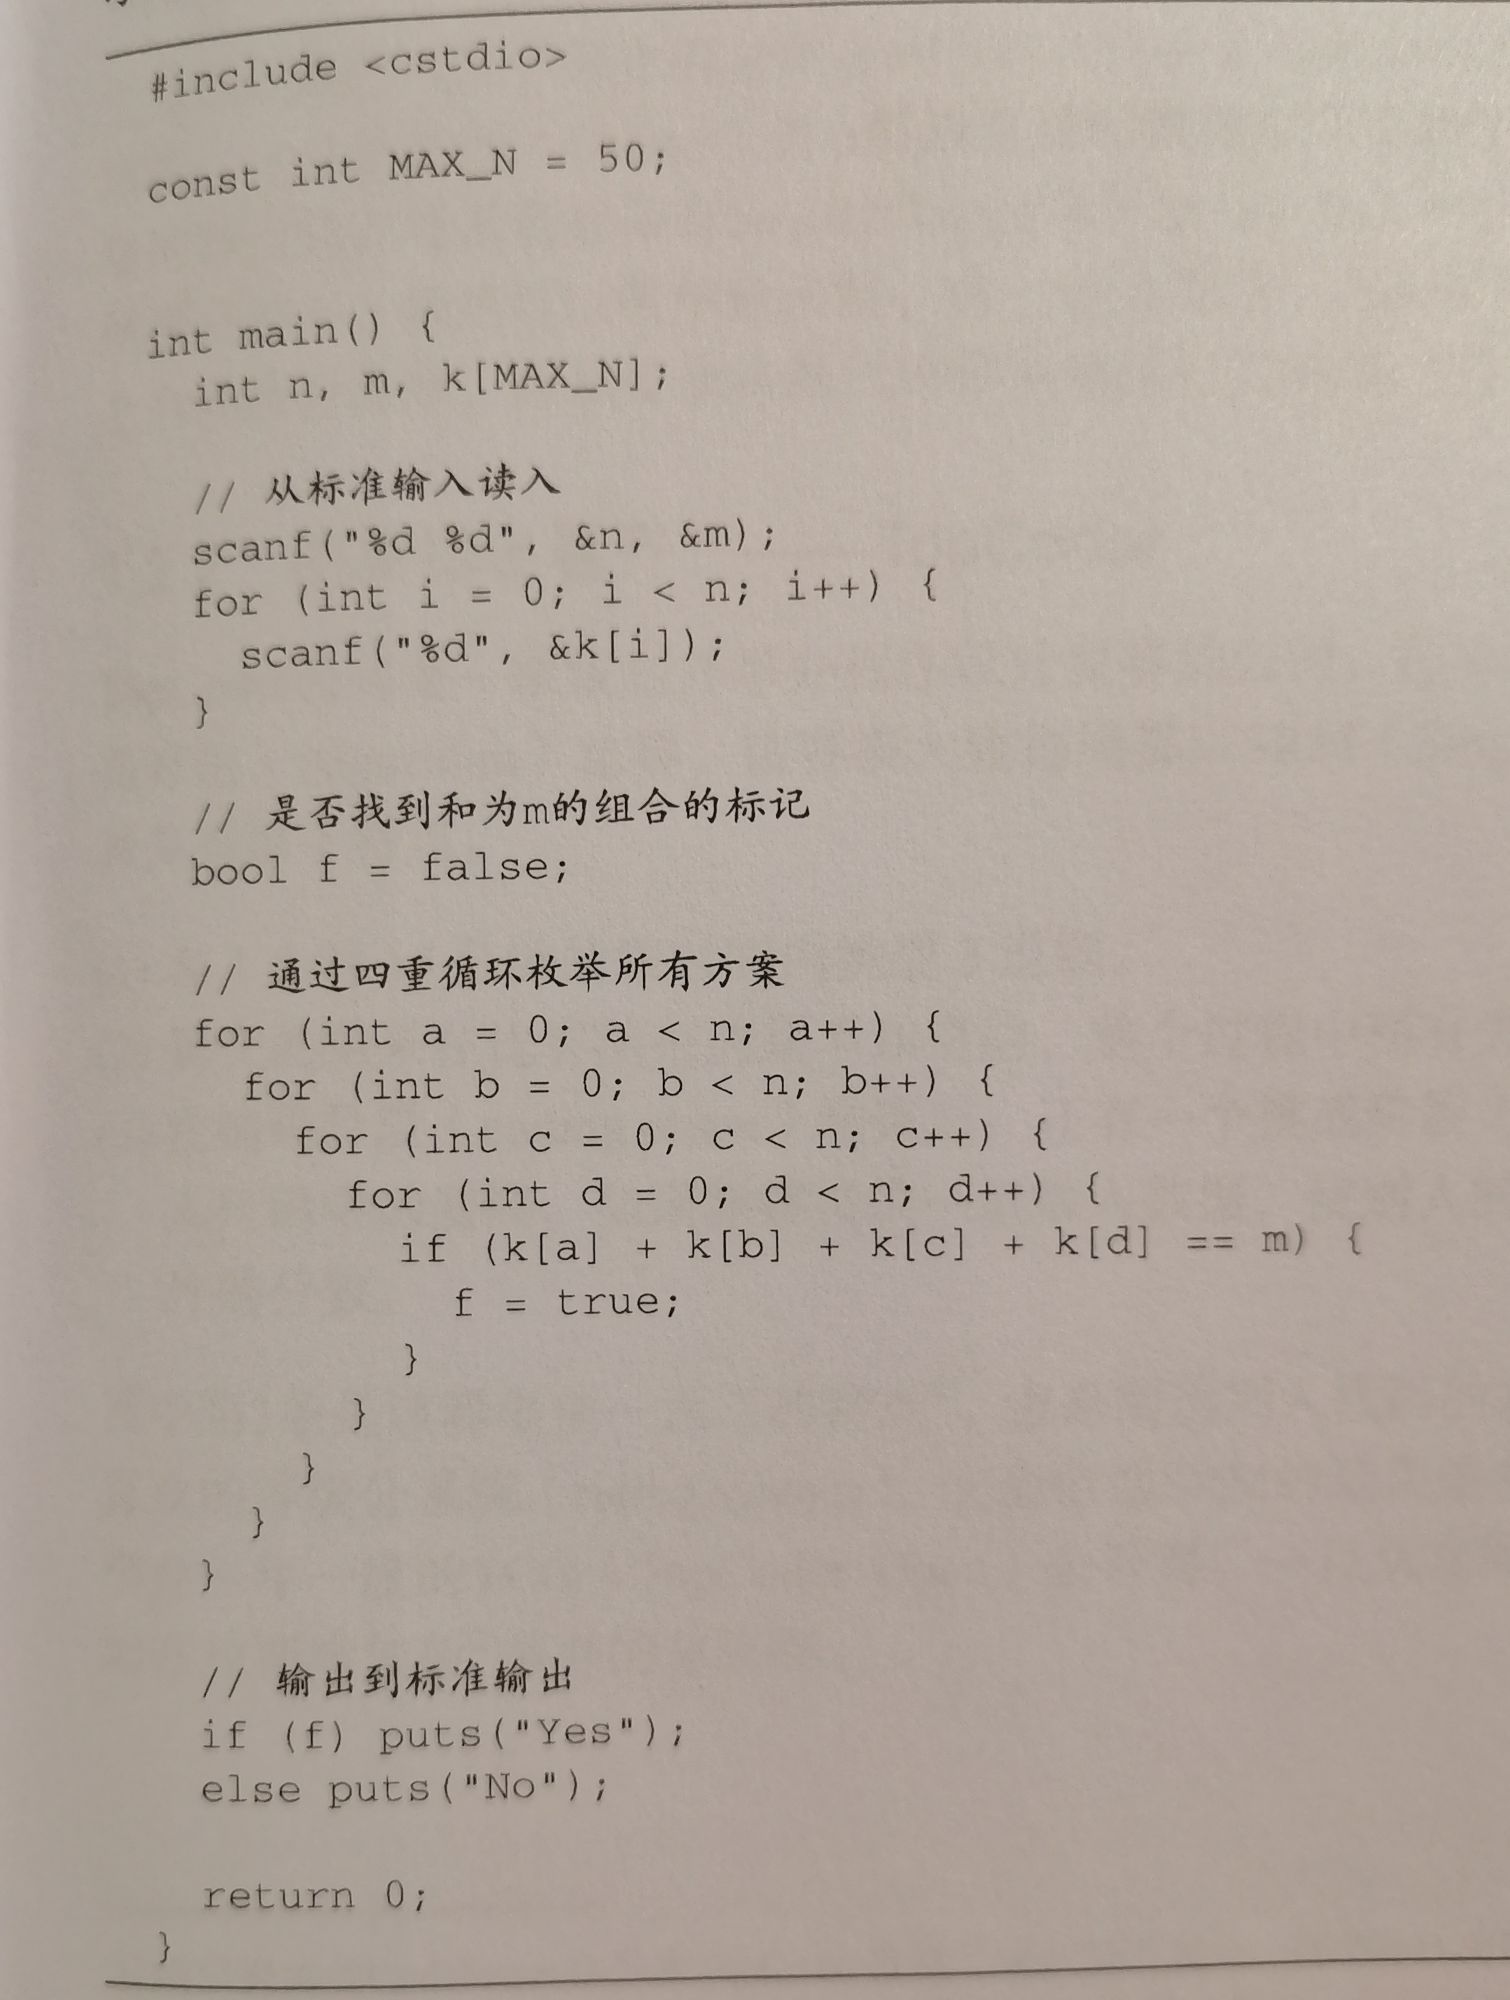 #include <cstdio>
const int MAX_N = 50;
int main() {
int n, m, k[MAX_N];
// 从标准输入读入
scanf("%d %d", &n, &m);
for (int i = 0; i < n; i++) {
scanf("%d", &k[i]);
}
// 是否找到和为m的组合的标记
bool f = false;
// 通过四重循环枚举所有方案
for (int a = 0; a < n; a++) {
for (int b = 0; b < n; b++) {
for (int c = 0; c < n; c++) {
for (int d = 0; d < n; d++) {
if (k[a] + k[b] + k[c] + k[d] == m) {
f = true;
}
}
}
}
}
// 输出到标准输出
if (f) puts("Yes");
else puts("No");
return 0;
}